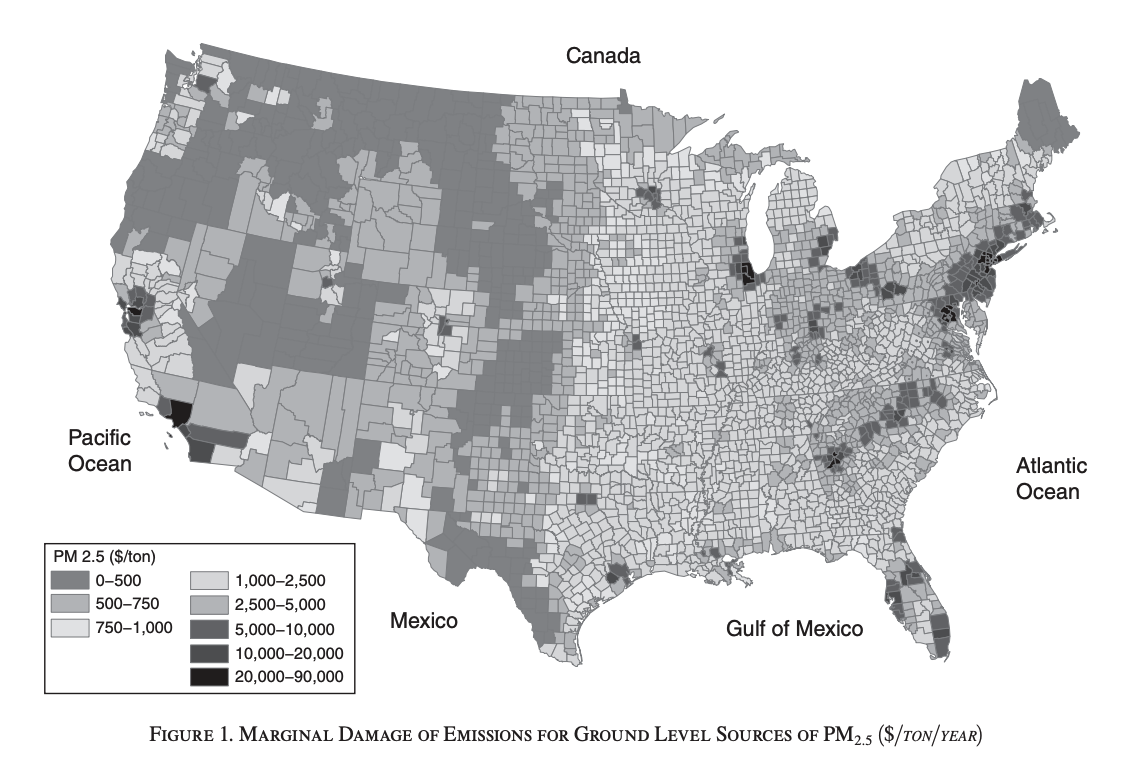 Canada
Pacific
Ocean
Atlantic
Ocean
Mexico
Gulf of Mexico
PM 2.5 ($/ton)
0–500
500–750
750–1,000
1,000–2,500
2,500–5,000
5,000–10,000
10,000–20,000
20,000–90,000
Figure 1. Marginal Damage of Emissions for Ground Level Sources of PM2.5 ($/ton/year)